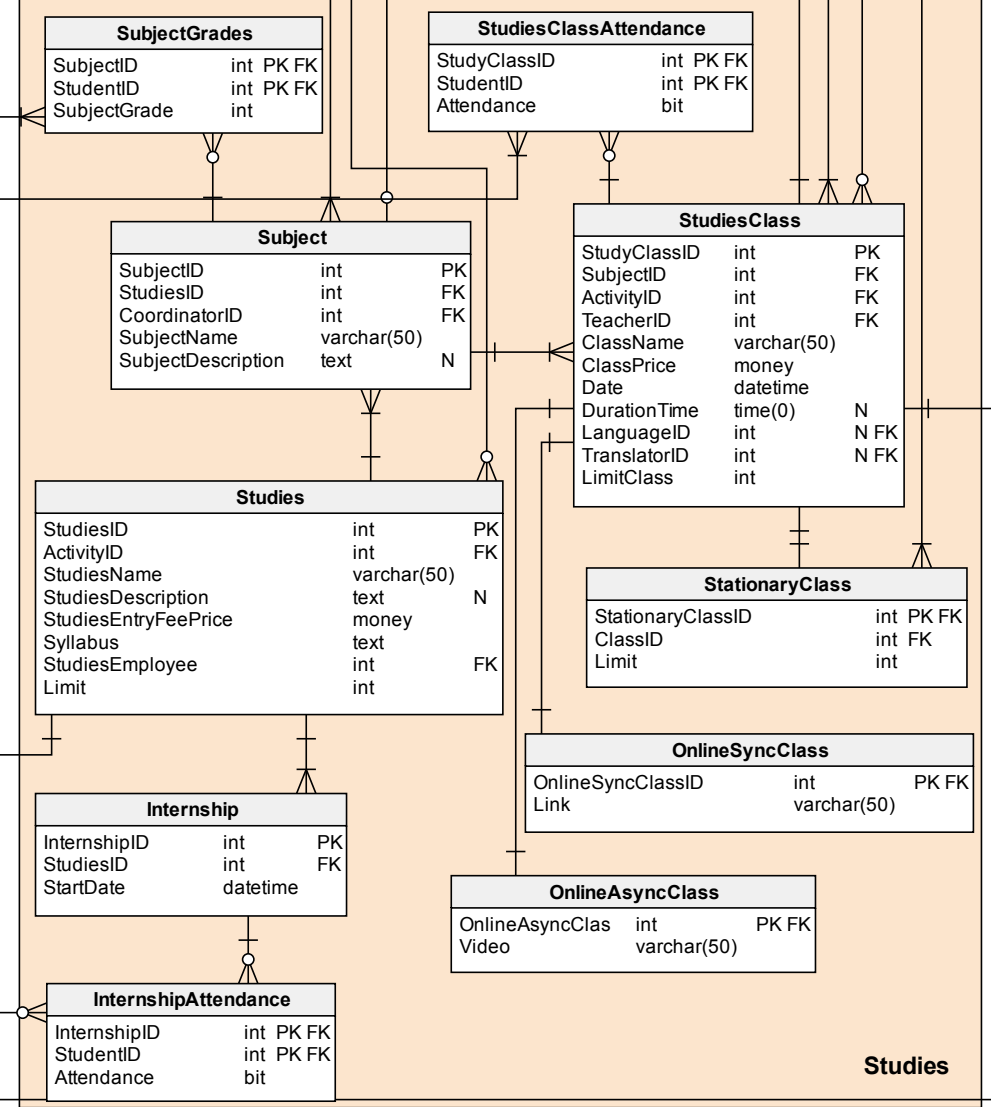 SubjectGrades
SubjectID int PK FK
StudentID int PK FK
SubjectGrade int
StudiesClassAttendance
StudyClassID int PK FK
StudentID int PK FK
Attendance bit
Subject
SubjectID int PK
StudiesID int FK
CoordinatorID int FK
SubjectName varchar(50)
SubjectDescription text N
StudiesClass
StudyClassID int PK
SubjectID int FK
ActivityID int FK
TeacherID int FK
ClassName varchar(50)
ClassPrice money
Date datetime
DurationTime time(0) N
LanguageID int N FK
TranslatorID int N FK
LimitClass int
Studies
StudiesID int PK
ActivityID int FK
StudiesName varchar(50)
StudiesDescription text N
StudiesEntryFeePrice money
Syllabus text
StudiesEmployee int FK
Limit int
StationaryClass
StationaryClassID int PK FK
ClassID int FK
Limit int
OnlineSyncClass
OnlineSyncClassID int PK FK
Link varchar(50)
Internship
InternshipID int PK
StudiesID int FK
StartDate datetime
OnlineAsyncClass
OnlineAsyncClas int PK FK
Video varchar(50)
InternshipAttendance
InternshipID int PK FK
StudentID int PK FK
Attendance bit
Studies